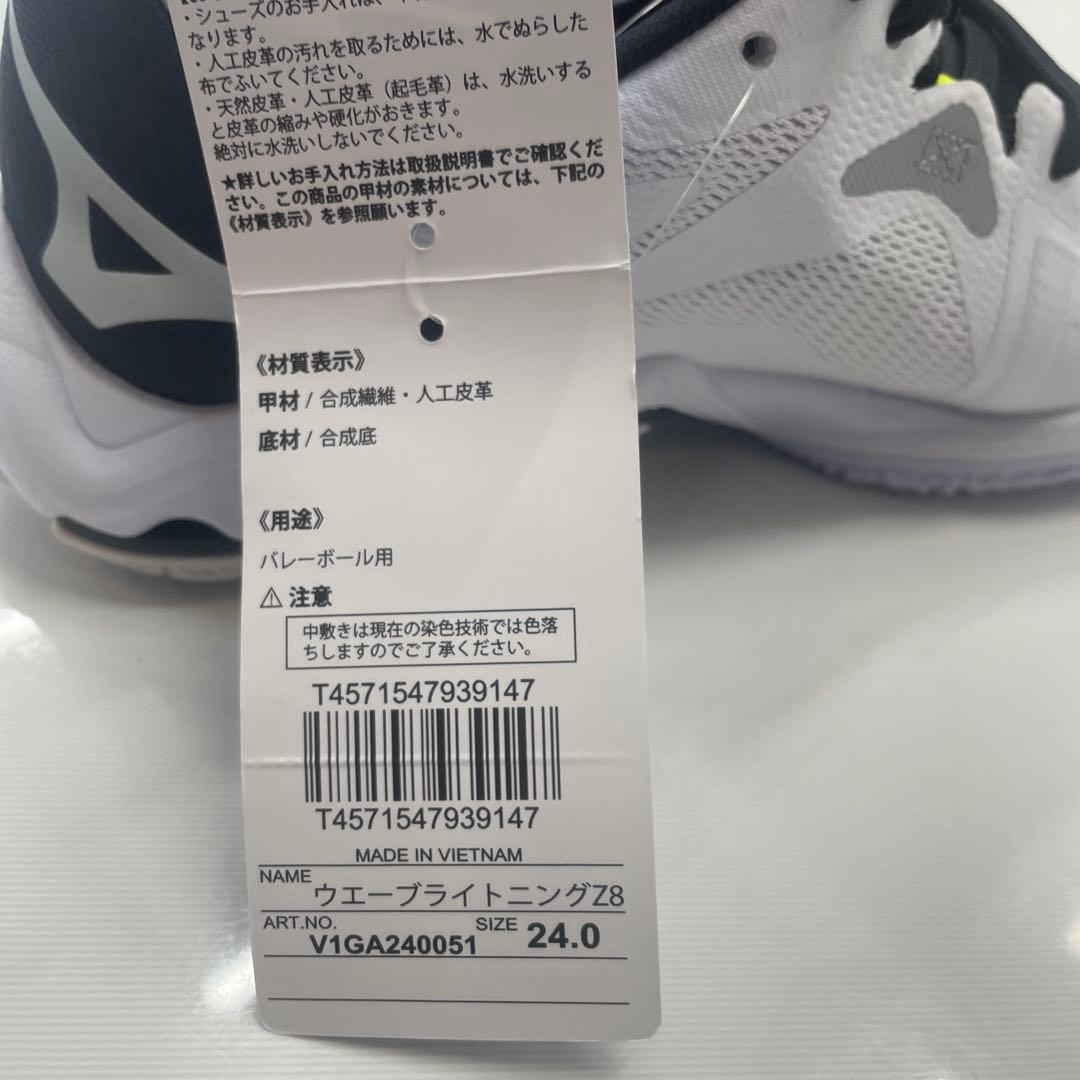 ・シューズのお手入れは、
なります。
・人工皮革の汚れを取るためには、水でぬらした
布でふいてください。
・天然皮革・人工皮革（起毛革）は、水洗いする
と皮革の縮みや硬化がおきます。
絶対に水洗いしないでください。
★詳しいお手入れ方法は取扱説明書でご確認くだ
さい。この商品の甲材の素材については、下記の
《材質表示》を参照願います。
《材質表示》
甲材 / 合成繊維・人工皮革
底材 / 合成底
《用途》
バレーボール用
⚠ 注意
中敷きは現在の染色技術では色落
ちしますのでご了承ください。
T4571547939147
T4571547939147
MADE IN VIETNAM
NAME ウエーブライトニングZ8
ART.NO. V1GA240051 SIZE 24.0